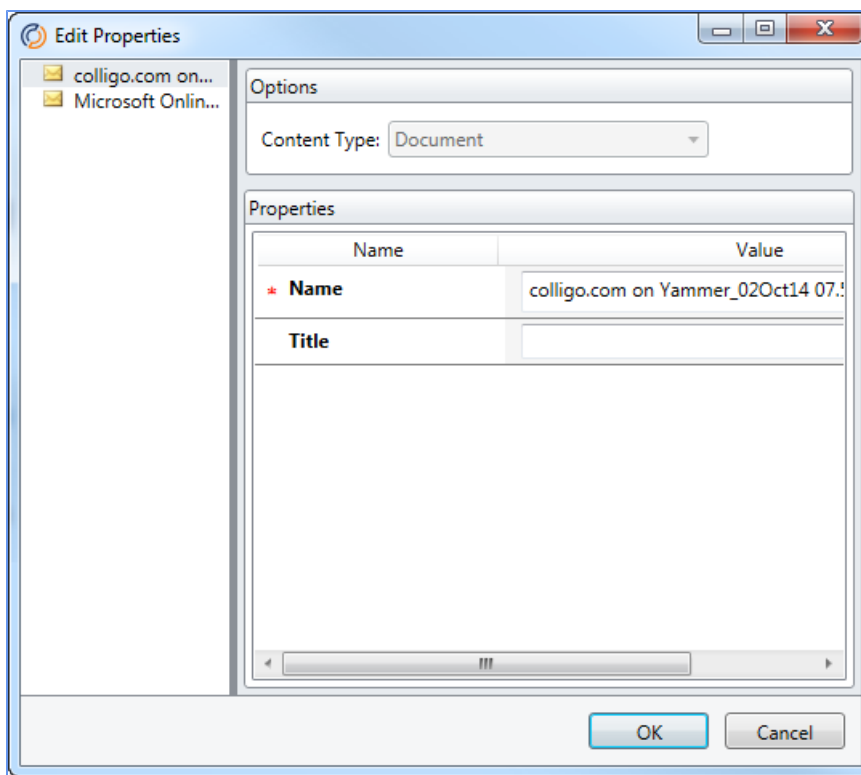 Edit Properties
colligo.com on...
Microsoft Onlin...
Options
Content Type: Document
Properties
Name Value
* Name colligo.com on Yammer_02Oct14 07.
Title
OK Cancel